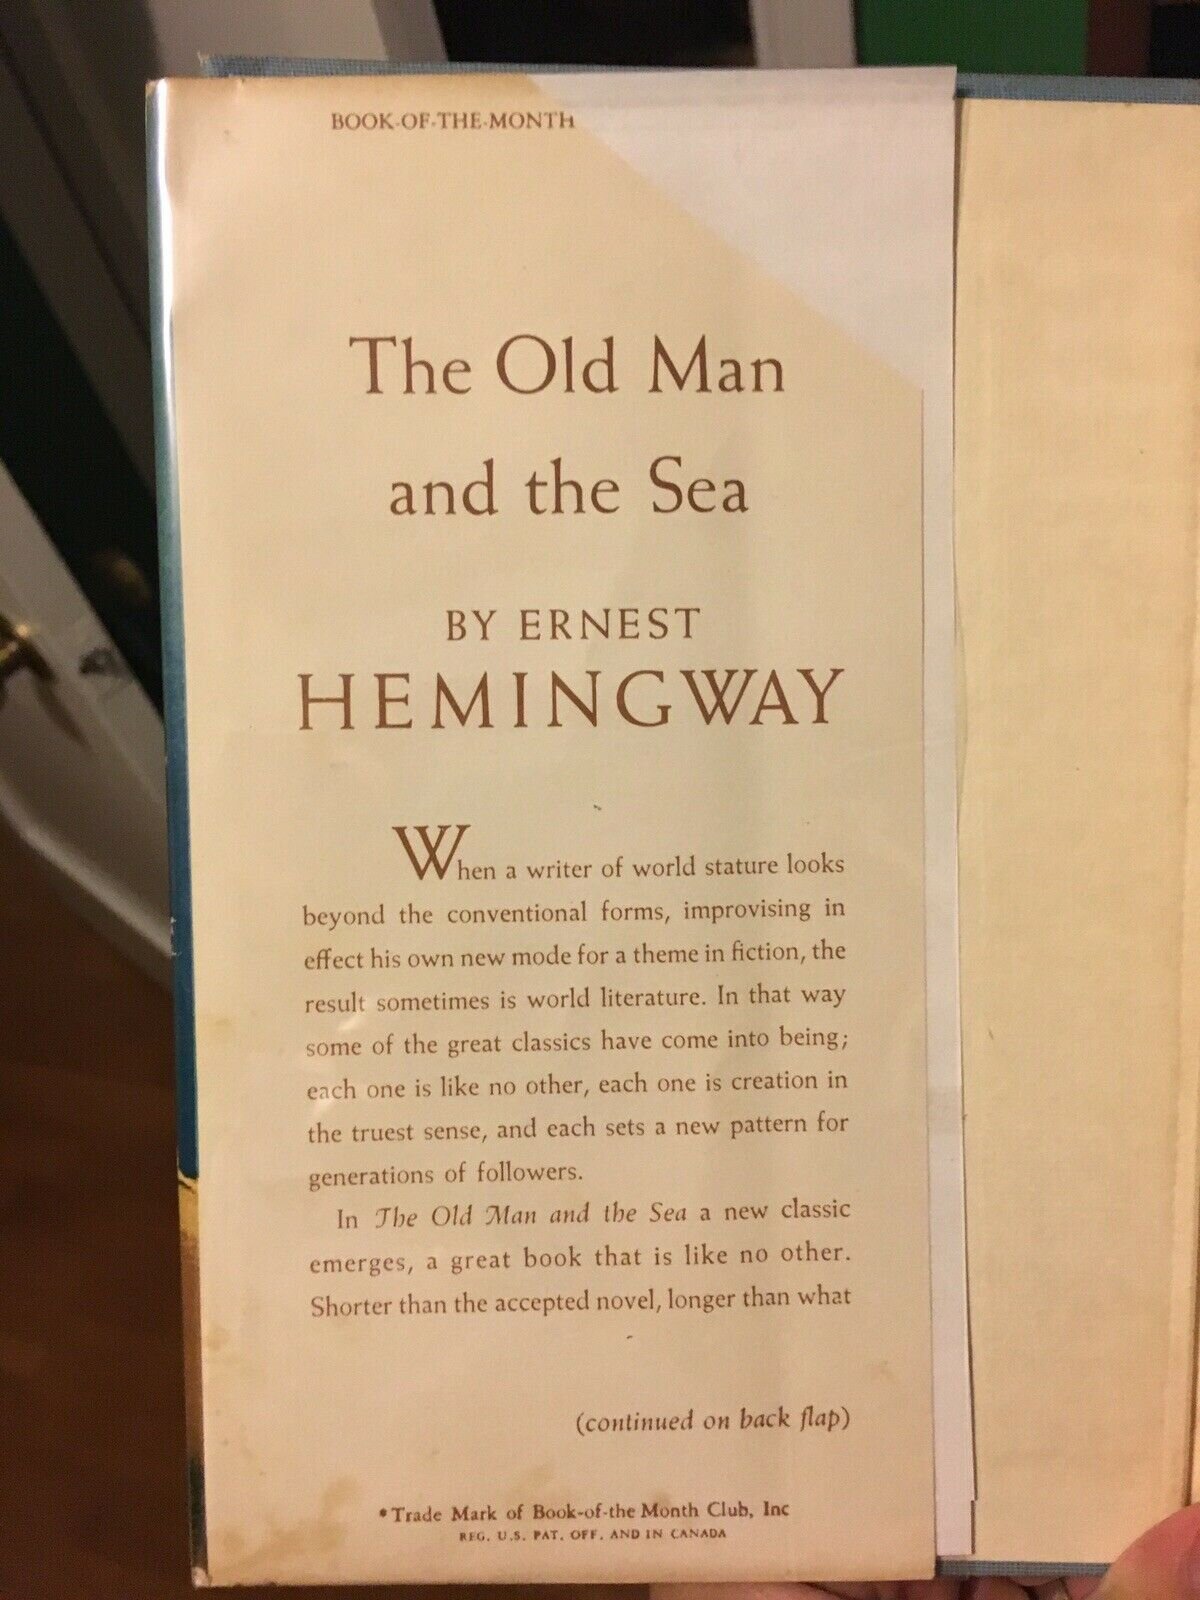 BOOK-OF-THE-MONTH
The Old Man
and the Sea
BY ERNEST
HEMINGWAY
When a writer of world stature looks
beyond the conventional forms, improvising in
effect his own new mode for a theme in fiction, the
result sometimes is world literature. In that way
some of the great classics have come into being;
each one is like no other, each one is creation in
the truest sense, and each sets a new pattern for
generations of followers.
In The Old Man and the Sea a new classic
emerges, a great book that is like no other.
Shorter than the accepted novel, longer than what
(continued on back flap)
*Trade Mark of Book-of-the Month Club, Inc
REG. U.S. PAT. OFF. AND IN CANADA